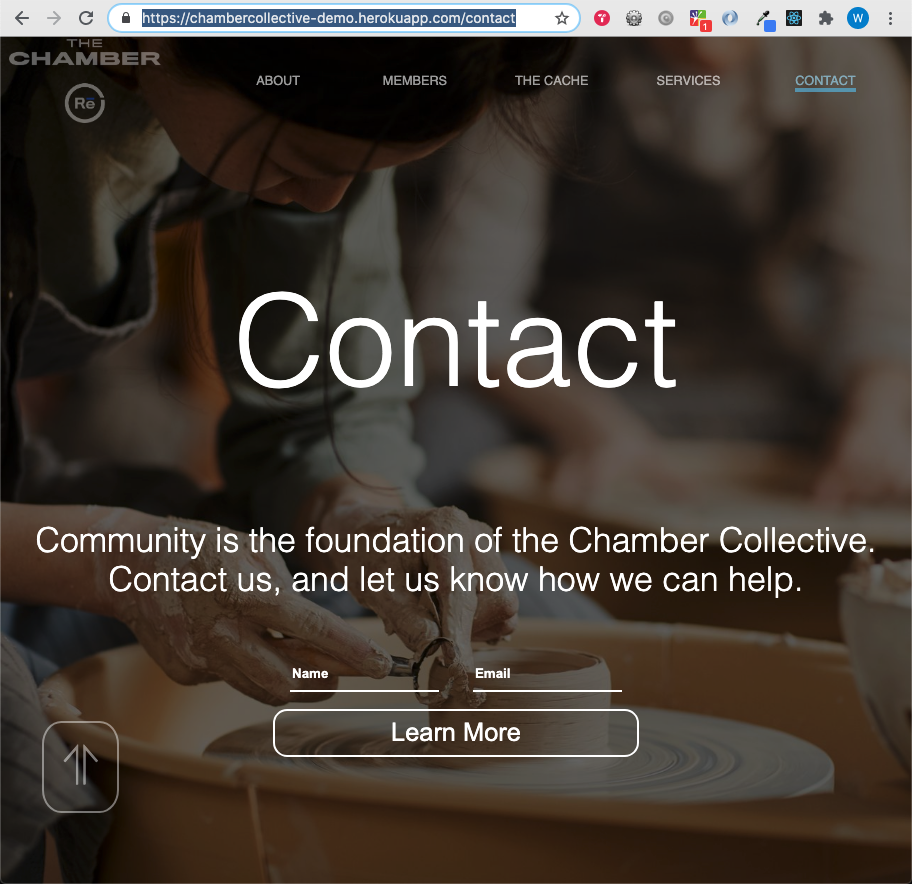 https://chambercollective-demo.herokuapp.com/contact
1
W
THE
CHAMBER
Re
ABOUT
MEMBERS
THE CACHE
SERVICES
CONTACT
Contact
Community is the foundation of the Chamber Collective.
Contact us, and let us know how we can help.
Name
Email
Learn More